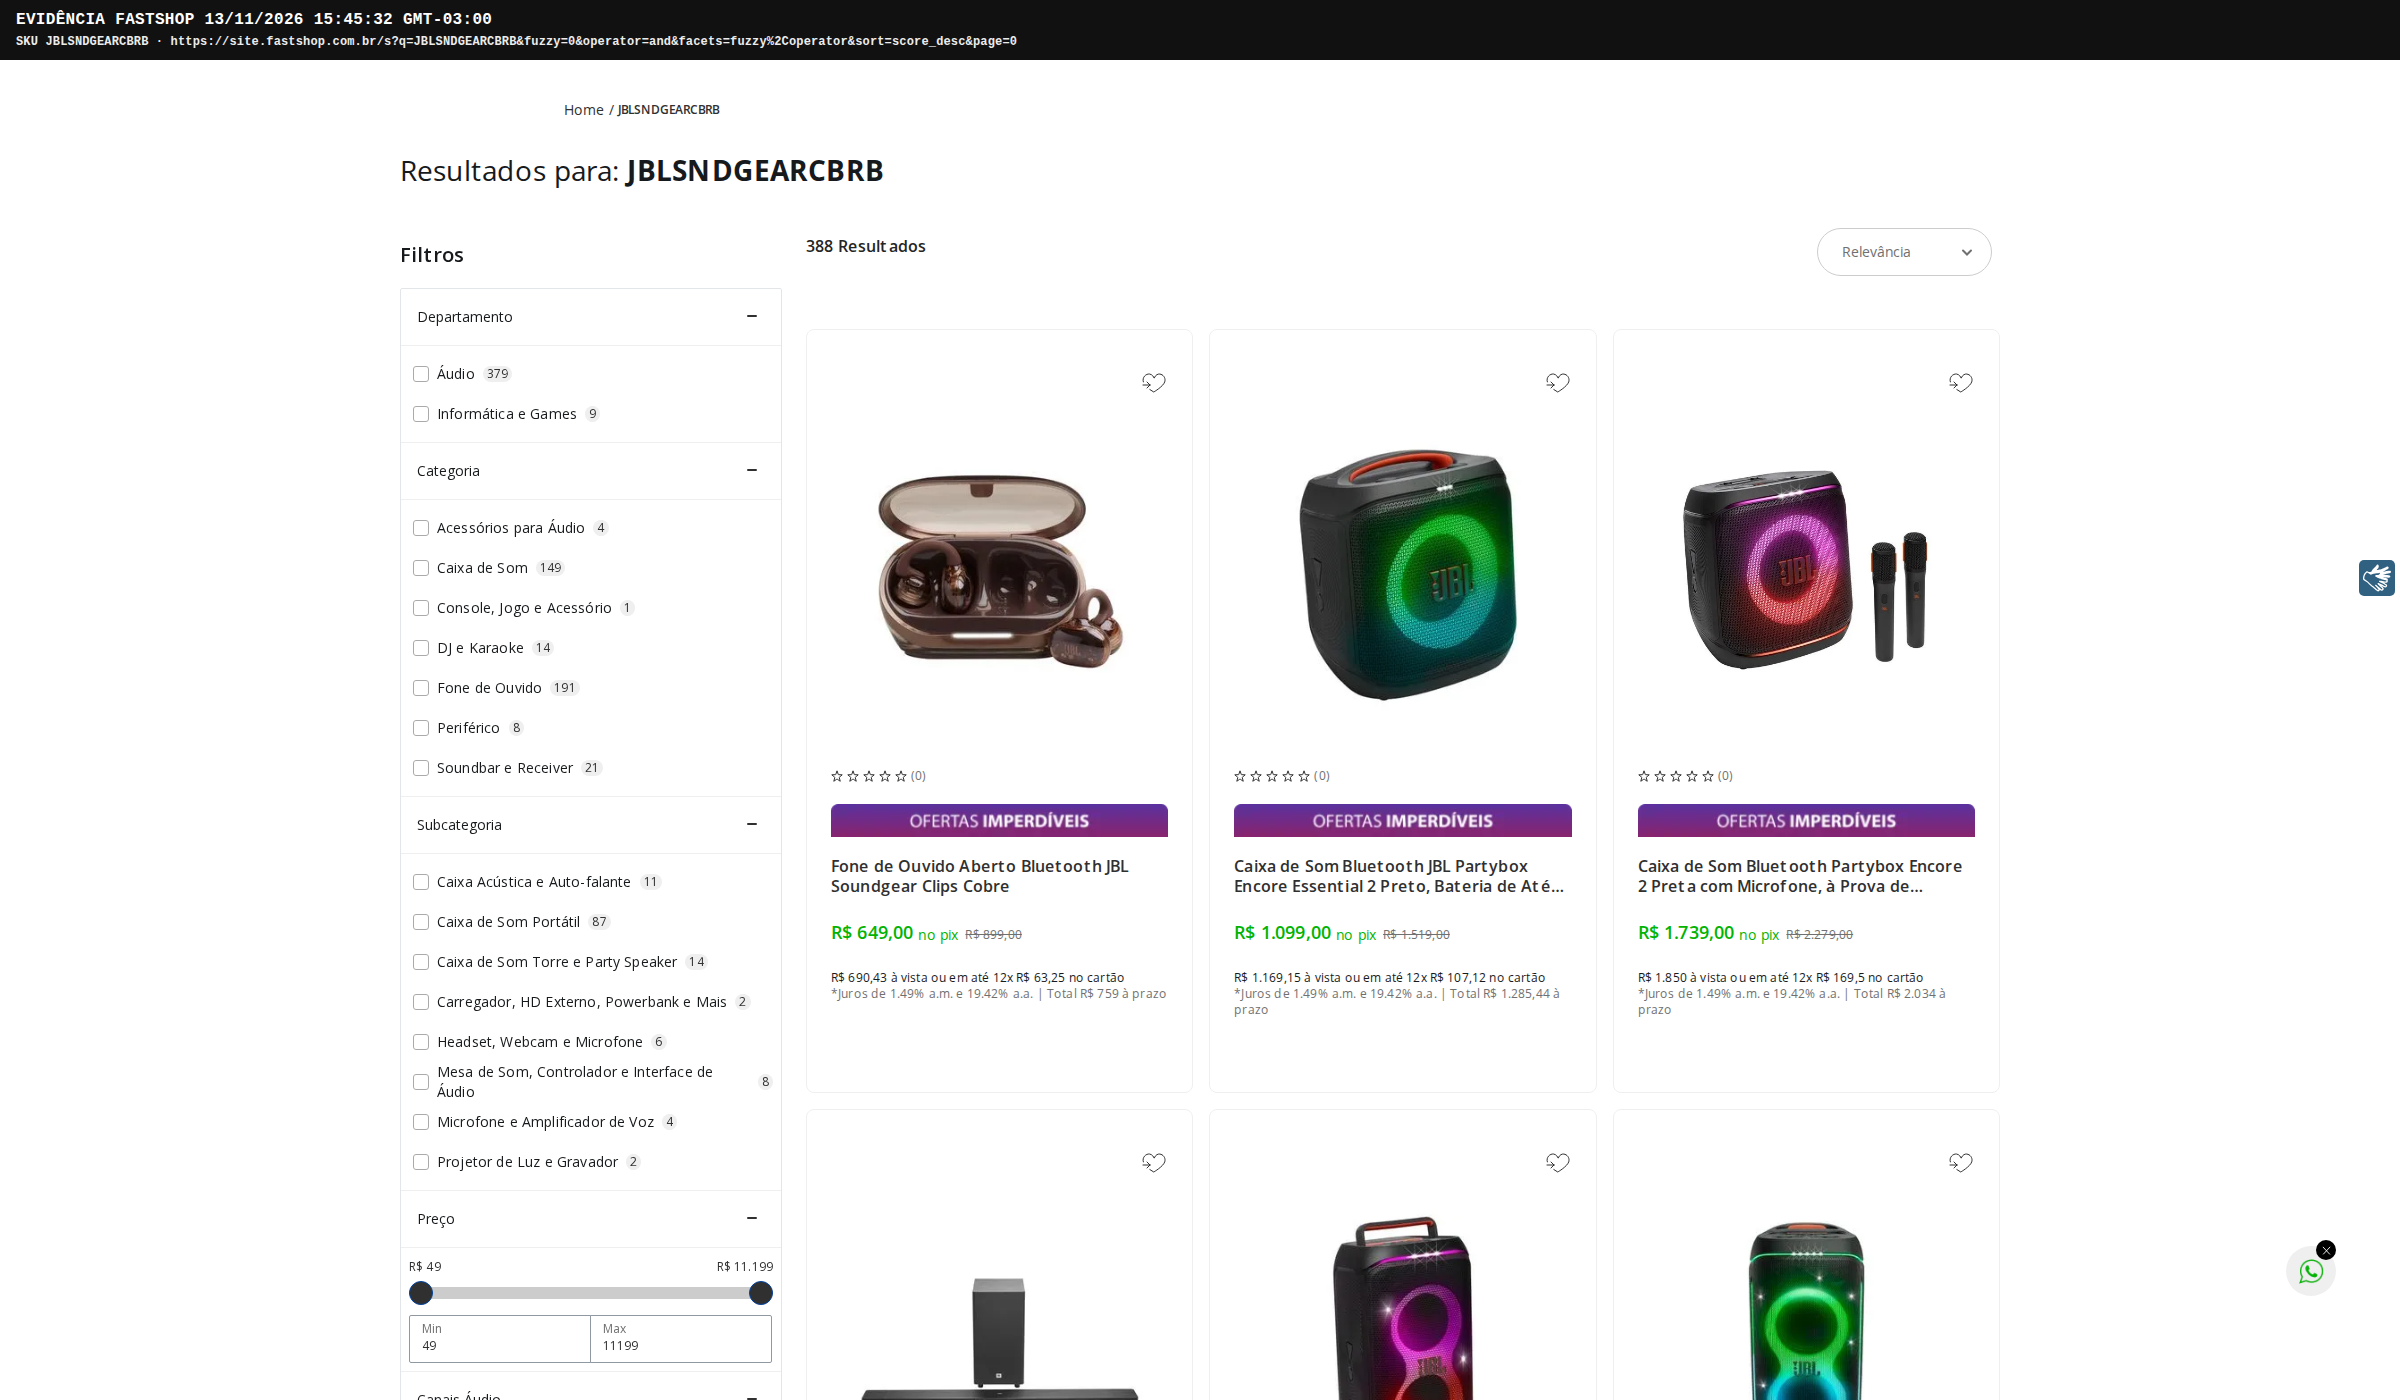 EVIDÊNCIA FASTSHOP 13/11/2026 15:45:32 GMT-03:00
SKU JBLSNDGEARCBRB · https://site.fastshop.com.br/s?q=JBLSNDGEARCBRB&fuzzy=0&operator=and&facets=fuzzy%2Coperator&sort=score_desc&page=0
Home / JBLSNDGEARCBRB
Resultados para: JBLSNDGEARCBRB
Filtros
388 Resultados
Relevância
Departamento
Áudio 379
Informática e Games 9
Categoria
Acessórios para Áudio 4
Caixa de Som 149
Console, Jogo e Acessório 1
DJ e Karaoke 14
Fone de Ouvido 191
Periférico 8
Soundbar e Receiver 21
Subcategoria
Caixa Acústica e Auto-falante 11
Caixa de Som Portátil 87
Caixa de Som Torre e Party Speaker 14
Carregador, HD Externo, Powerbank e Mais 2
Headset, Webcam e Microfone 6
Mesa de Som, Controlador e Interface de
Áudio 8
Microfone e Amplificador de Voz 4
Projetor de Luz e Gravador 2
Preço
R$ 49 R$ 11.199
Min Max
49 11199
Canais Áudio
(0)
OFERTAS IMPERDÍVEIS
Fone de Ouvido Aberto Bluetooth JBL
Soundgear Clips Cobre
R$ 649,00 no pix R$ 899,00
R$ 690,43 à vista ou em até 12x R$ 63,25 no cartão
*Juros de 1.49% a.m. e 19.42% a.a. | Total R$ 759 à prazo
JBL
(0)
OFERTAS IMPERDÍVEIS
Caixa de Som Bluetooth JBL Partybox
Encore Essential 2 Preto, Bateria de Até...
R$ 1.099,00 no pix R$ 1.519,00
R$ 1.169,15 à vista ou em até 12x R$ 107,12 no cartão
*Juros de 1.49% a.m. e 19.42% a.a. | Total R$ 1.285,44 à
prazo
JBL
(0)
OFERTAS IMPERDÍVEIS
Caixa de Som Bluetooth Partybox Encore
2 Preta com Microfone, à Prova de...
R$ 1.739,00 no pix R$ 2.279,00
R$ 1.850 à vista ou em até 12x R$ 169,5 no cartão
*Juros de 1.49% a.m. e 19.42% a.a. | Total R$ 2.034 à
prazo
JBL
JBL